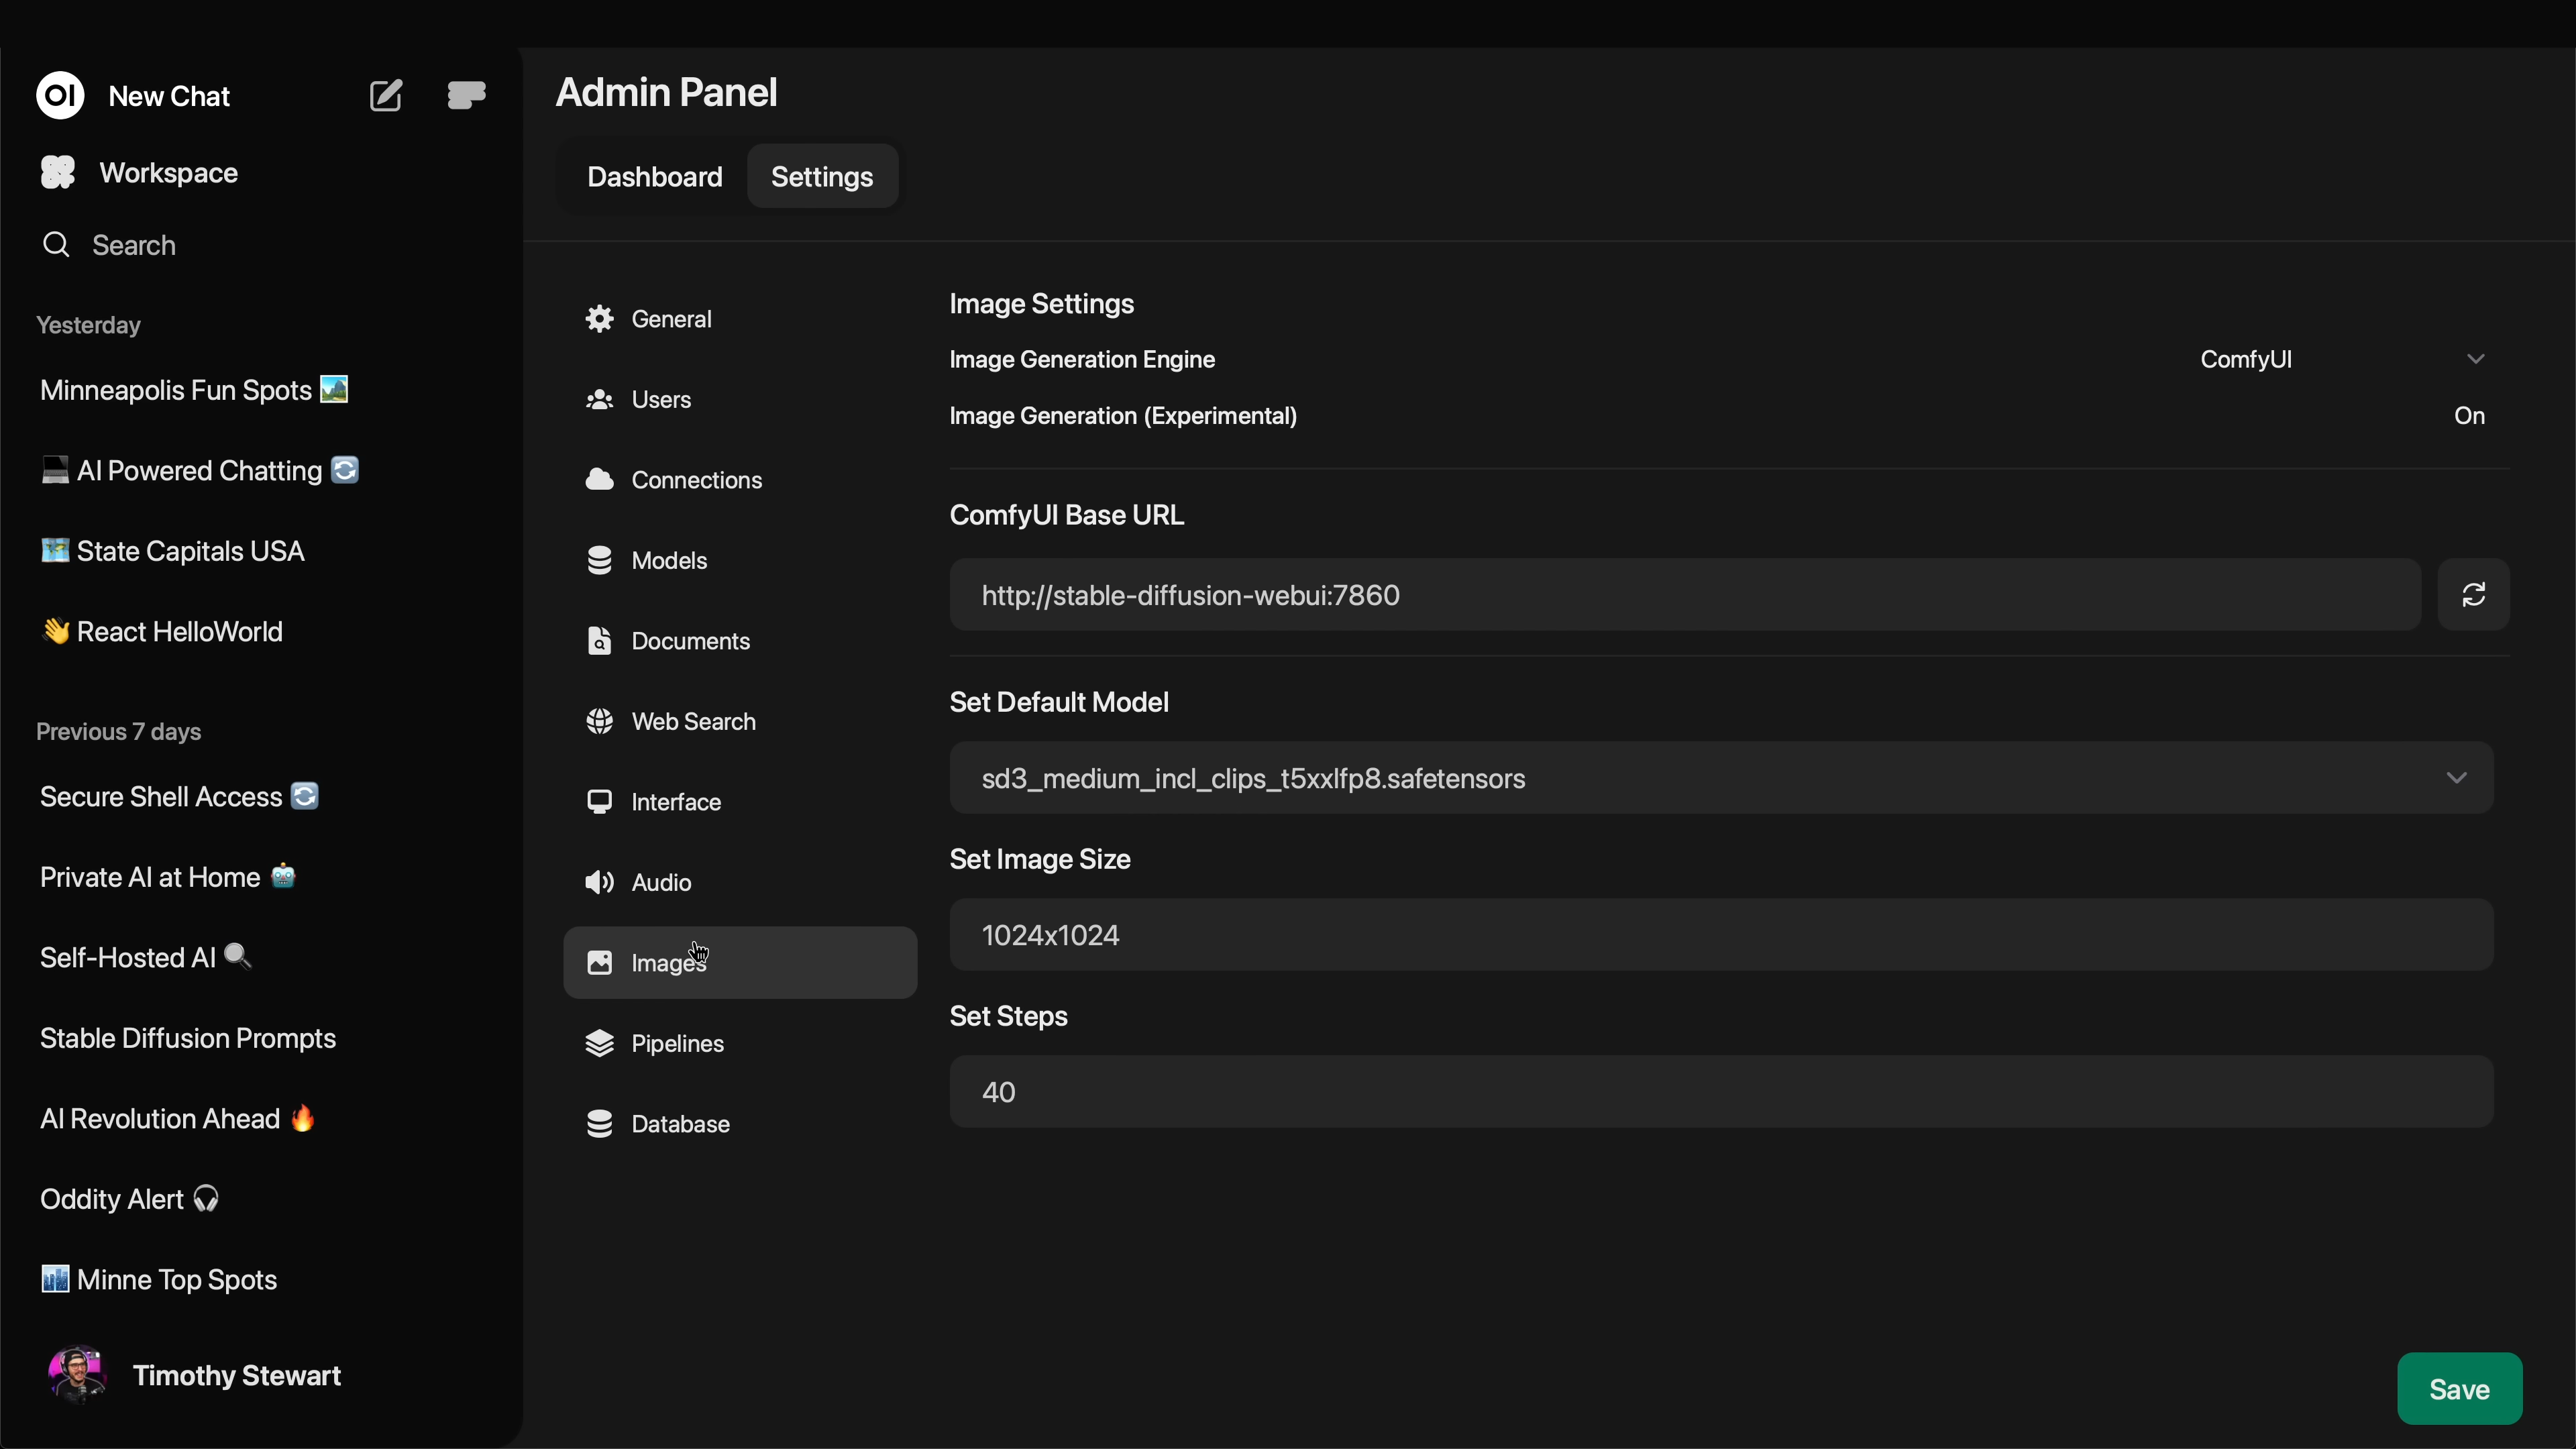 OI New Chat
Workspace
Search
Yesterday
Minneapolis Fun Spots 🏞️
💻 AI Powered Chatting 🔄
🗺️ State Capitals USA
👋 React HelloWorld
Previous 7 days
Secure Shell Access 🔄
Private AI at Home 🤖
Self-Hosted AI 🔍
Stable Diffusion Prompts
AI Revolution Ahead 🔥
Oddity Alert 🎧
🏙️ Minne Top Spots
Timothy Stewart
Admin Panel
Dashboard Settings
General
Users
Connections
Models
Documents
Web Search
Interface
Audio
Images
Pipelines
Database
Image Settings
Image Generation Engine ComfyUI
Image Generation (Experimental) On
ComfyUI Base URL
http://stable-diffusion-webui:7860
Set Default Model
sd3_medium_incl_clips_t5xxlfp8.safetensors
Set Image Size
1024x1024
Set Steps
40
Save